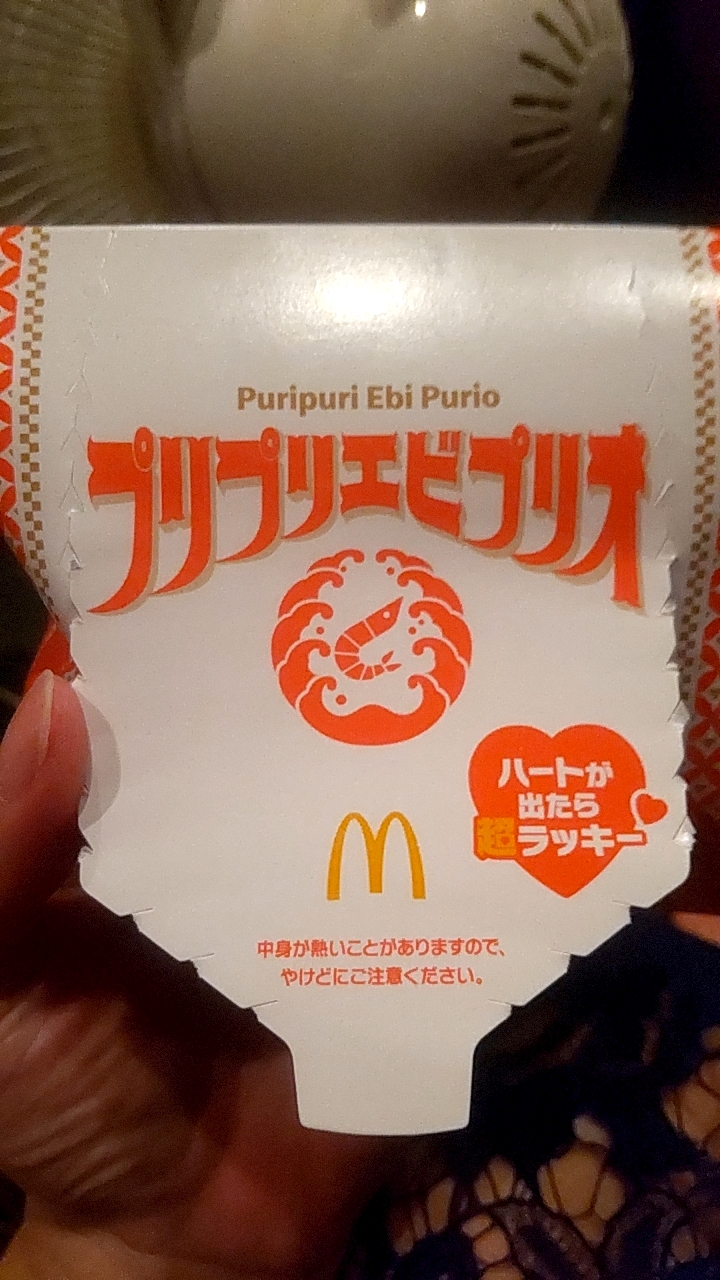 Puripuri Ebi Purio
プリプリエビプリオ
ハートが
出たら
超ラッキー
中身が熱いことがありますので、
やけどにご注意ください。